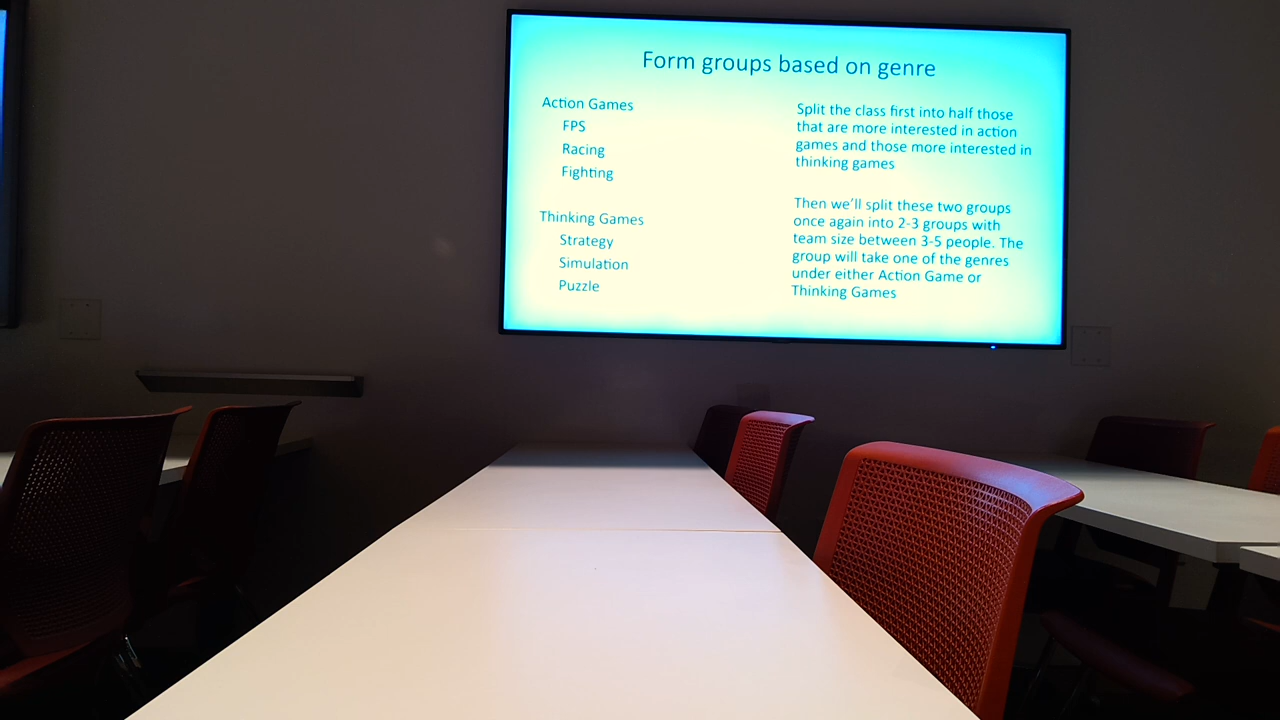 Form groups based on genre
Action Games
FPS
Racing
Fighting
Thinking Games
Strategy
Simulation
Puzzle
Split the class first into half those
that are more interested in action
games and those more interested in
thinking games
Then we'll split these two groups
once again into 2-3 groups with
team size between 3-5 people. The
group will take one of the genres
under either Action Game or
Thinking Games